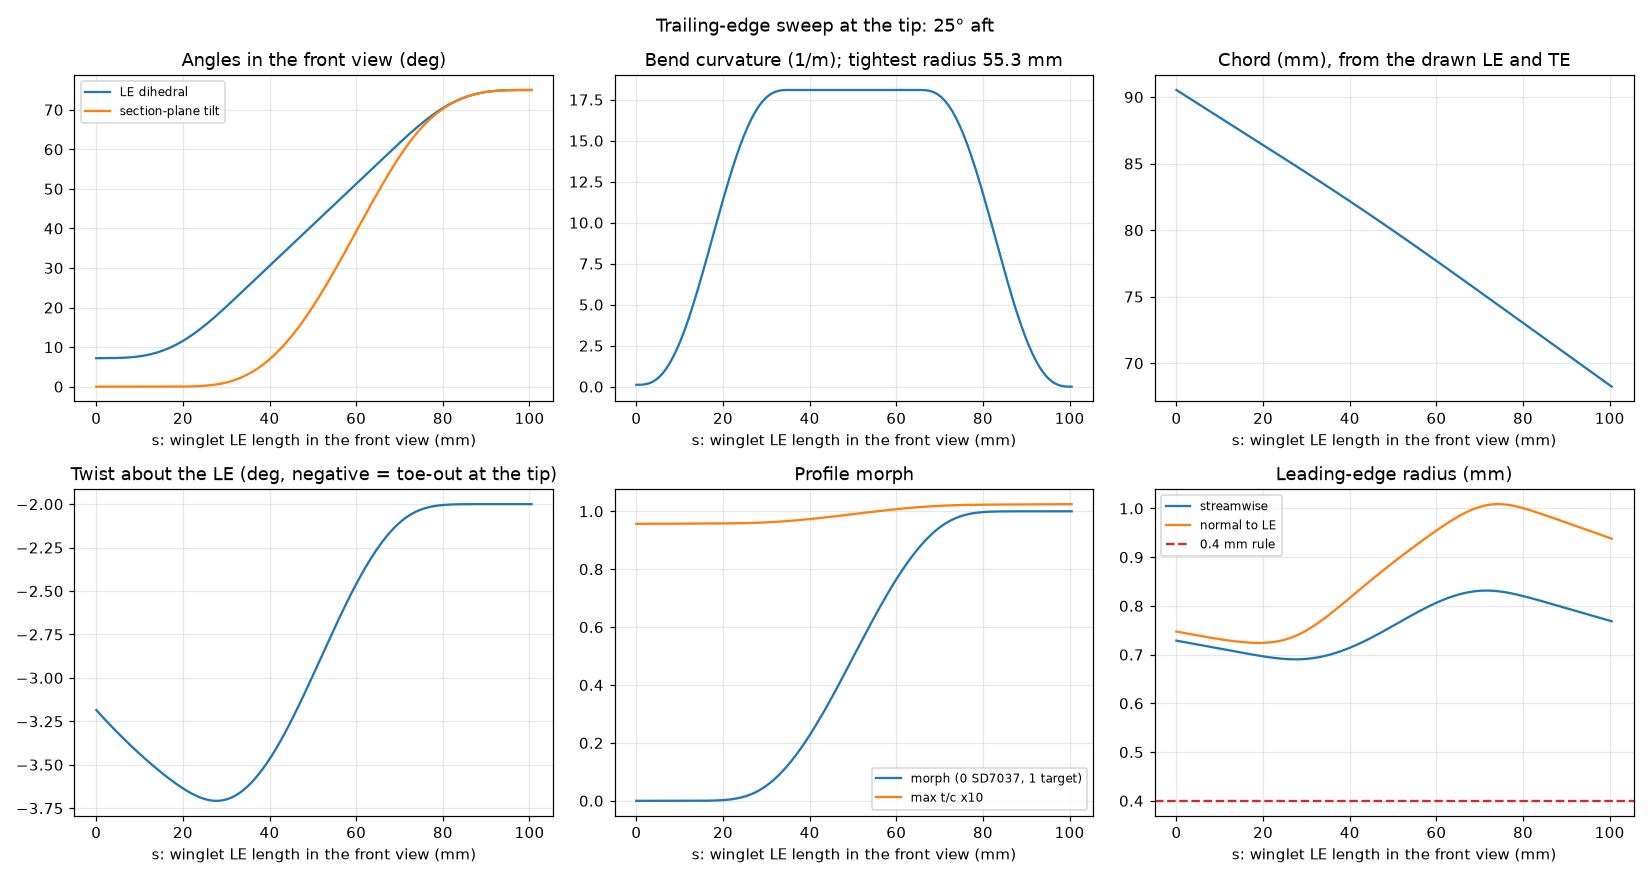 Trailing-edge sweep at the tip: 25° aft
Angles in the front view (deg)
LE dihedral
section-plane tilt
70
60
50
40
30
20
10
0
0 20 40 60 80 100
s: winglet LE length in the front view (mm)
Bend curvature (1/m); tightest radius 55.3 mm
17.5
15.0
12.5
10.0
7.5
5.0
2.5
0.0
0 20 40 60 80 100
s: winglet LE length in the front view (mm)
Chord (mm), from the drawn LE and TE
90
85
80
75
70
0 20 40 60 80 100
s: winglet LE length in the front view (mm)
Twist about the LE (deg, negative = toe-out at the tip)
−2.00
−2.25
−2.50
−2.75
−3.00
−3.25
−3.50
−3.75
0 20 40 60 80 100
s: winglet LE length in the front view (mm)
Profile morph
1.0
0.8
0.6
0.4
0.2
0.0
morph (0 SD7037, 1 target)
max t/c x10
0 20 40 60 80 100
s: winglet LE length in the front view (mm)
Leading-edge radius (mm)
streamwise
normal to LE
0.4 mm rule
1.0
0.9
0.8
0.7
0.6
0.5
0.4
0 20 40 60 80 100
s: winglet LE length in the front view (mm)